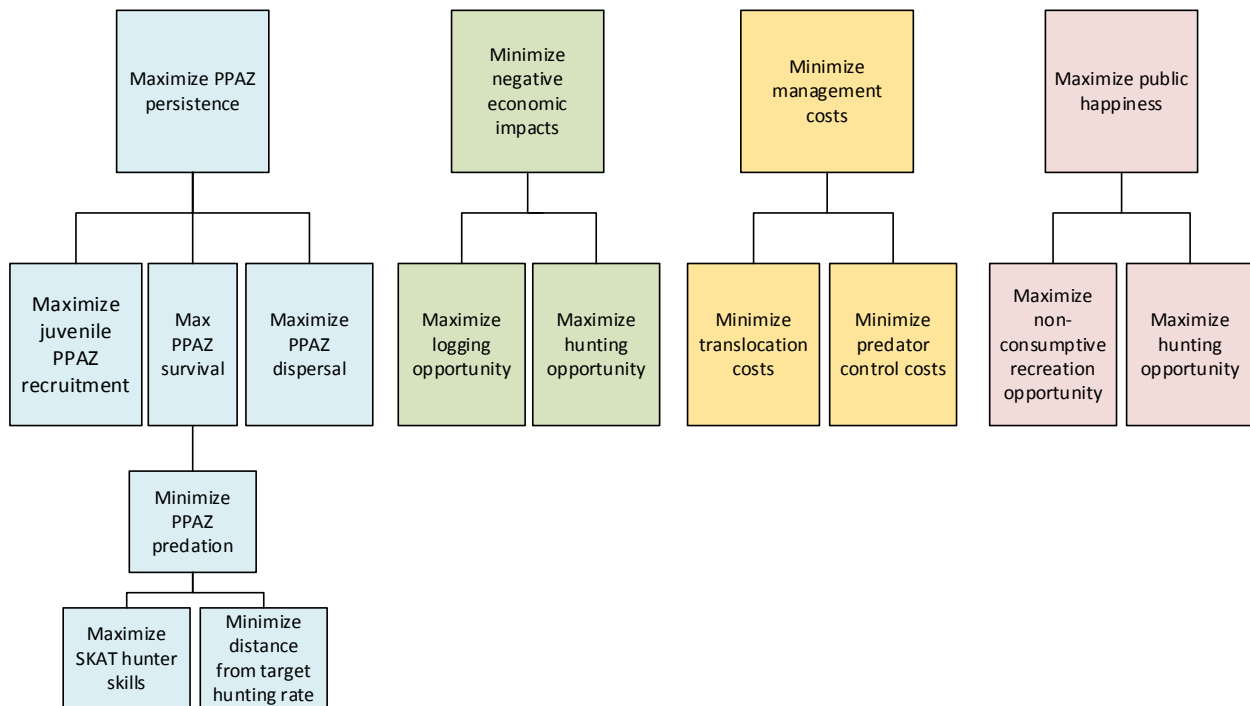 Maximize PPAZ
persistence
Minimize
negative
economic
impacts
Minimize
management
costs
Maximize public
happiness
Maximize
juvenile
PPAZ
recruitment
Max
PPAZ
survival
Maximize
PPAZ
dispersal
Maximize
logging
opportunity
Maximize
hunting
opportunity
Minimize
translocation
costs
Minimize
predator
control costs
Maximize
non-
consumptive
recreation
opportunity
Maximize
hunting
opportunity
Minimize
PPAZ
predation
Maximize
SKAT hunter
skills
Minimize
distance
from target
hunting rate